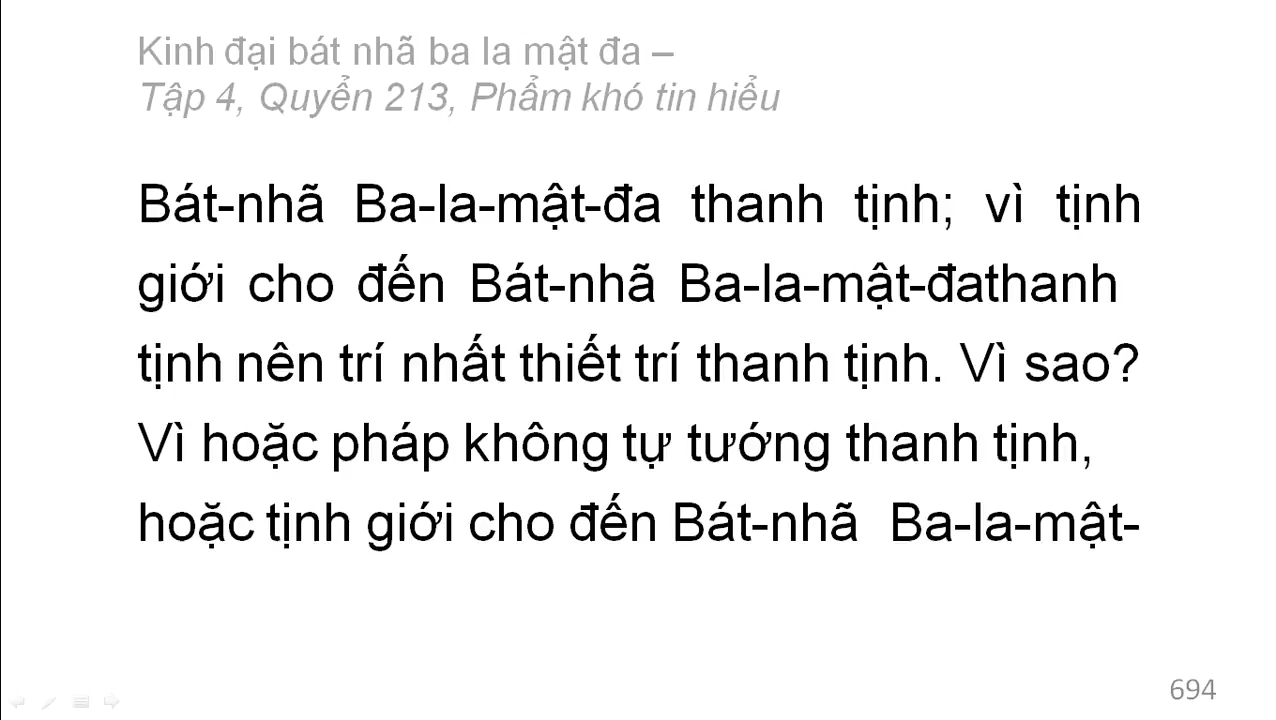 Kinh đại bát nhã ba la mật đa –
Tập 4, Quyển 213, Phẩm khó tin hiểu
Bát-nhã Ba-la-mật-đa thanh tịnh; vì tịnh
giới cho đến Bát-nhã Ba-la-mật-đathanh
tịnh nên trí nhất thiết trí thanh tịnh. Vì sao?
Vì hoặc pháp không tự tướng thanh tịnh,
hoặc tịnh giới cho đến Bát-nhã Ba-la-mật-
694